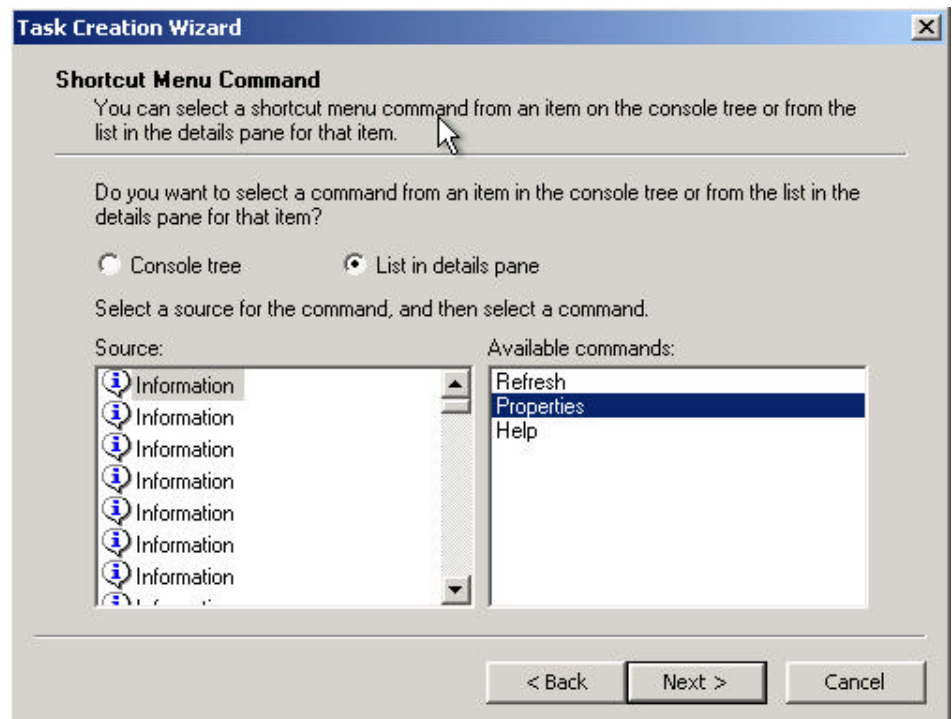 Task Creation Wizard
Shortcut Menu Command
You can select a shortcut menu command from an item on the console tree or from the
list in the details pane for that item.
Do you want to select a command from an item in the console tree or from the list in the
details pane for that item?
Console tree List in details pane
Select a source for the command, and then select a command.
Source: Available commands:
Information
Information
Information
Information
Information
Information
Information
Refresh
Properties
Help
< Back Next > Cancel